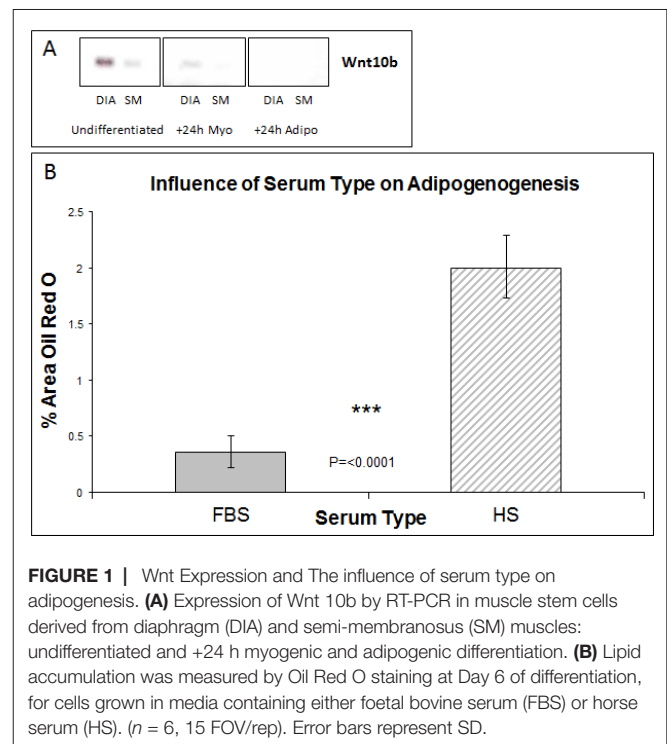 A
Wnt10b
DIA SM DIA SM DIA SM
Undifferentiated +24h Myo +24h Adipo
B
Influence of Serum Type on Adipogenogenesis
2.5
2
1.5
1
0.5
0
% Area Oil Red O
***
P=<0.0001
FBS Serum Type HS
FIGURE 1 | Wnt Expression and The influence of serum type on
adipogenesis. (A) Expression of Wnt 10b by RT-PCR in muscle stem cells
derived from diaphragm (DIA) and semi-membranosus (SM) muscles:
undifferentiated and +24 h myogenic and adipogenic differentiation. (B) Lipid
accumulation was measured by Oil Red O staining at Day 6 of differentiation,
for cells grown in media containing either foetal bovine serum (FBS) or horse
serum (HS). (n = 6, 15 FOV/rep). Error bars represent SD.